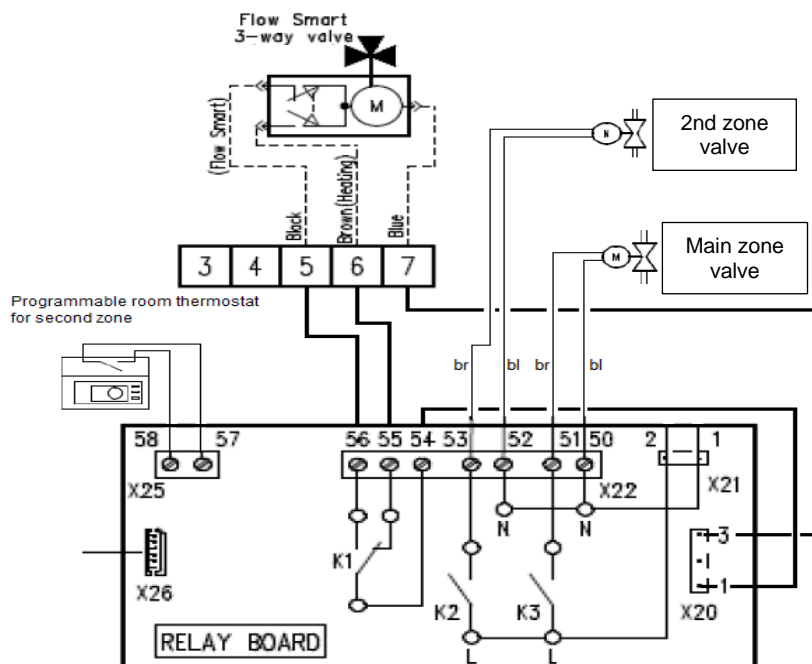 Flow Smart
3-way valve
M
(Flow Smart)
Black
Brown(Heating)
Blue
3 4 5 6 7
N
2nd zone
valve
M
Main zone
valve
Programmable room thermostat
for second zone
br bl br bl
58 57 56 55 54 53 52 51 50 2 1
X25 X22 X21
N N
3
1
X20
X26
K1
K2 K3
L L
RELAY BOARD